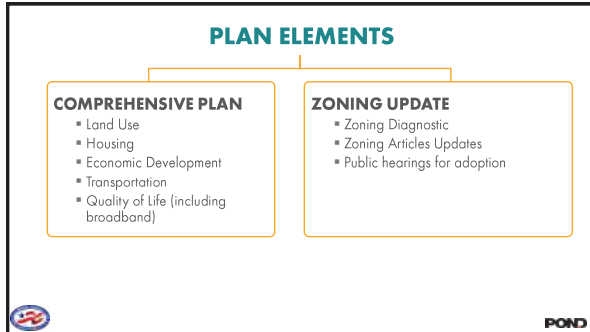 PLAN ELEMENTS
COMPREHENSIVE PLAN
▪ Land Use
▪ Housing
▪ Economic Development
▪ Transportation
▪ Quality of Life (including
broadband)
ZONING UPDATE
▪ Zoning Diagnostic
▪ Zoning Articles Updates
▪ Public hearings for adoption
POND